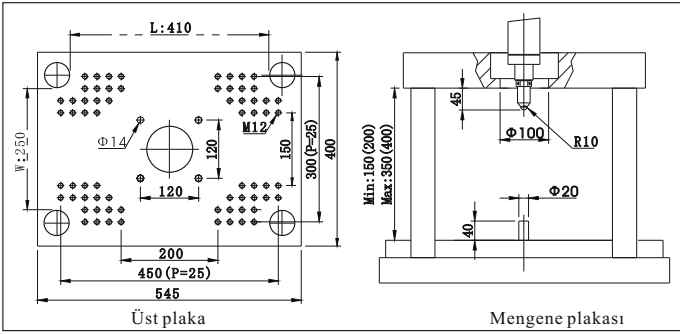 L:410
W:250
Φ14
M12
120
120
150
300(P=25)
400
200
450(P=25)
545
Üst plaka
45
Φ100
R10
Min:150(200)
Max:350(400)
Φ20
40
Mengene plakası